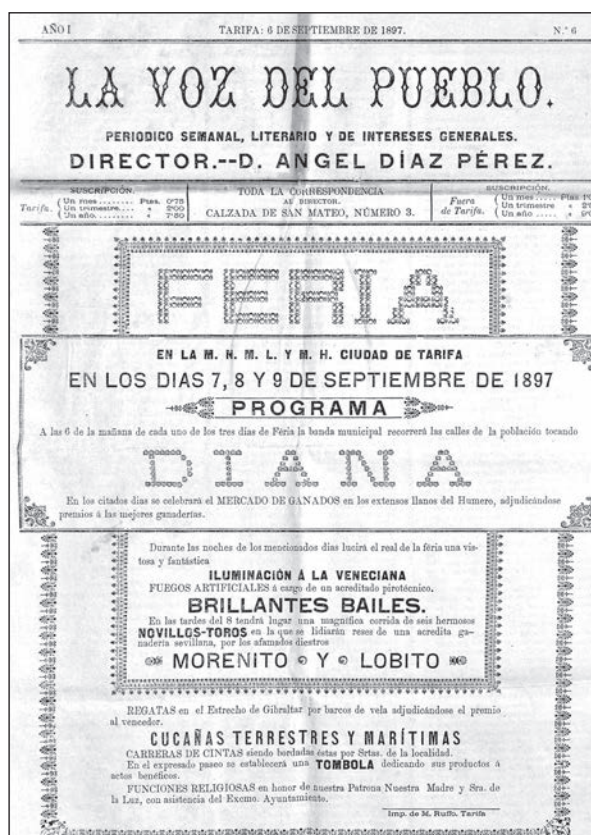 AÑO I TARIFA: 6 DE SEPTIEMBRE DE 1897. N.º 6
LA VOZ DEL PUEBLO.
PERIODICO SEMANAL, LITERARIO Y DE INTERESES GENERALES.
DIRECTOR.--D. ANGEL DÍAZ PÉREZ.
SUSCRIPCIÓN.
Tarifa.
Un mes ........ Ptas. 0'75
Un trimestre.... « 2'00
Un año. ...... « 7'50
TODA LA CORRESPONDENCIA
AL DIRECTOR.
CALZADA DE SAN MATEO, NÚMERO 3.
Fuera
de Tarifa.
SUSCRIPCIÓN.
Un mes ..... Ptas
Un trimestre «
Un año ..... «
FERIA
EN LA M. N. M. L. Y M. H. CIUDAD DE TARIFA
EN LOS DIAS 7, 8 Y 9 DE SEPTIEMBRE DE 1897
PROGRAMA
A las 6 de la mañana de cada uno de los tres dias de Féria la banda municipal recorrerá las calles de la población tocando
DIANA
En los citados dias se celebrará el MERCADO DE GANADOS en los extensos llanos del Humero, adjudicándose
premios á las mejores ganaderías.
Durante las noches de los mencionados dias lucirá el real de la féria una vis-
tosa y fantástica
ILUMINACIÓN Á LA VENECIANA
FUEGOS ARTIFICIALES á cargo de un acreditado pirotécnico.
BRILLANTES BAILES.
En las tardes del 8 tendrá lugar una magnífica corrida de seis hermosos
NOVILLOS-TOROS en la que se lidiarán reses de una acredita ga-
nadería sevillana, por los afamados diestros
MORENITO Y LOBITO
REGATAS en el Estrecho de Gibraltar por barcos de vela adjudicándose el premio
al vencedor.
CUCAÑAS TERRESTRES Y MARÍTIMAS
CARRERAS DE CINTAS siendo bordadas éstas por Srtas. de la localidad.
En el expresado paseo se establecerá una TOMBOLA dedicando sus productos á
actos benéficos.
FUNCIONES RELIGIOSAS en honor de nuestra Patrona Nuestra Madre y Sra. de
la Luz, con asistencia del Excmo. Ayuntamiento.
Imp. de M. Ruffo. Tarifa